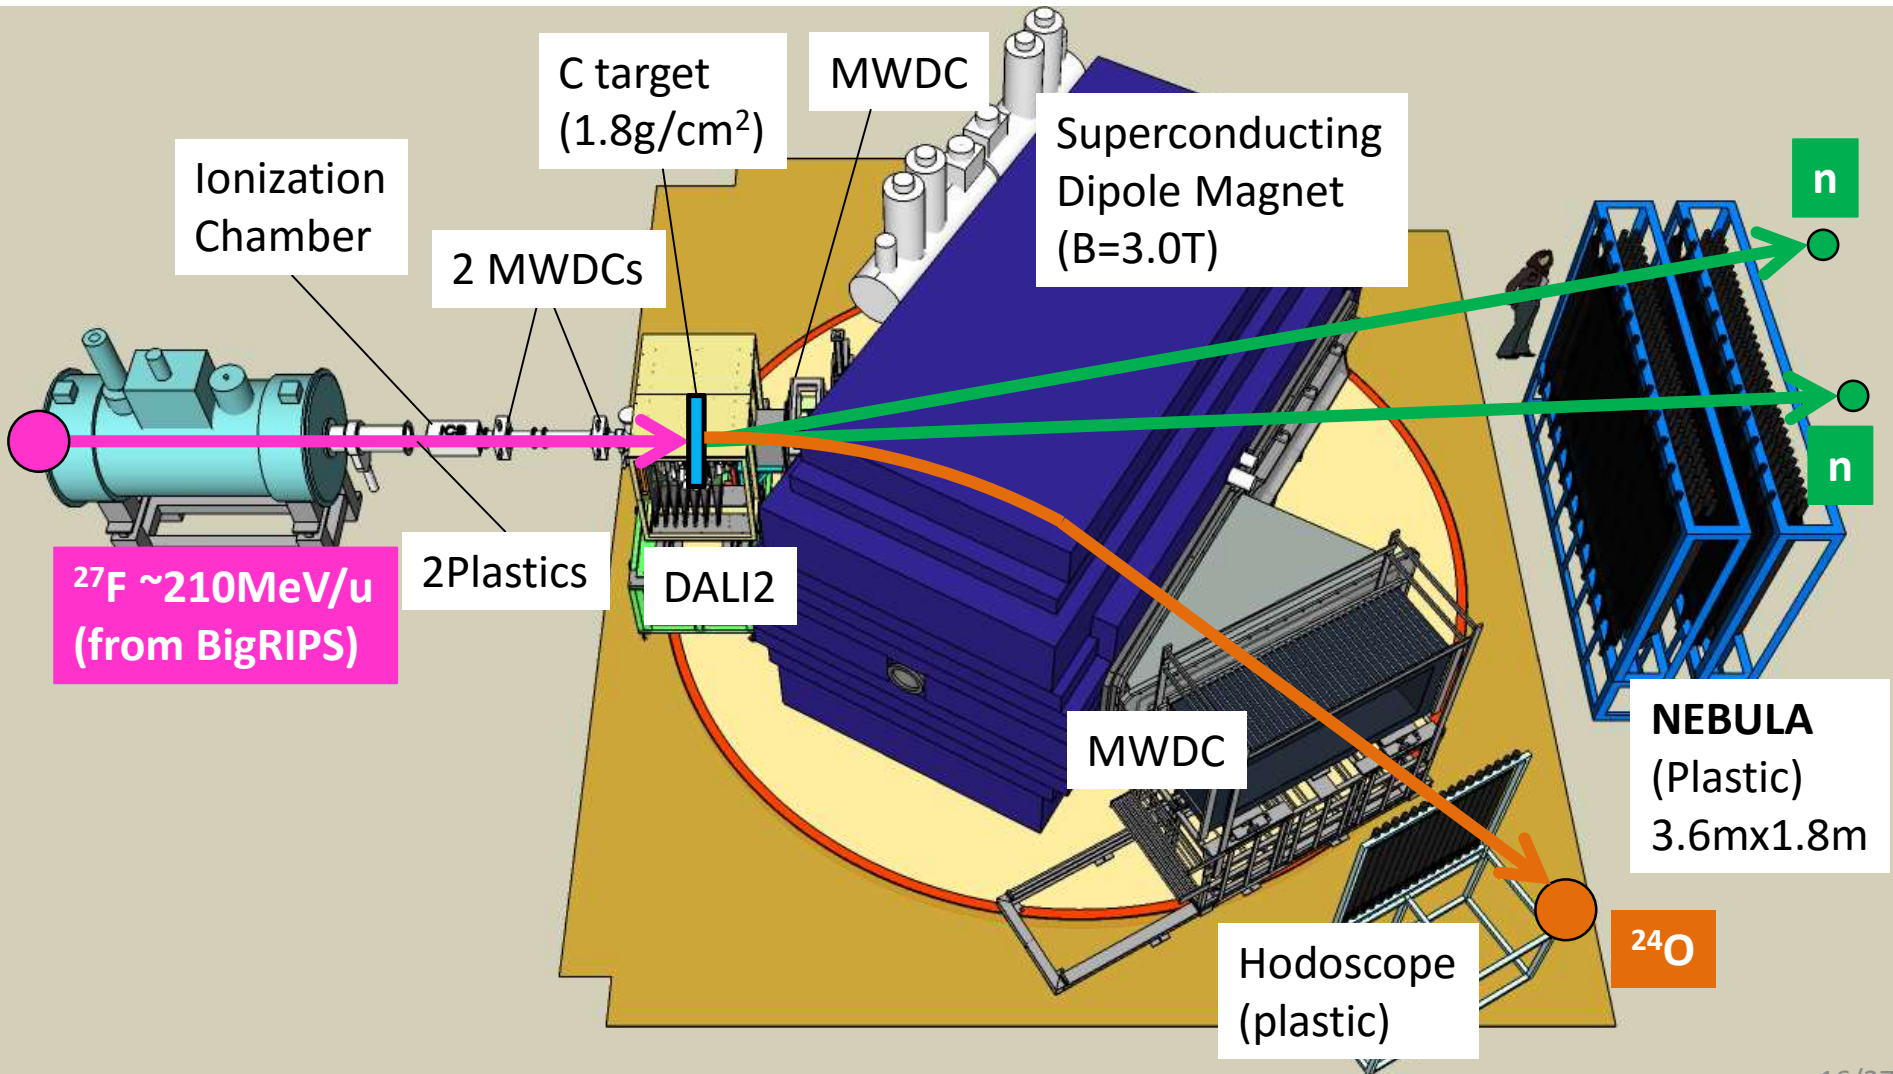 C target
(1.8g/cm²)
MWDC
Superconducting
Dipole Magnet
(B=3.0T)
n
Ionization
Chamber
2 MWDCs
ICB
n
²⁷F ~210MeV/u
(from BigRIPS)
2Plastics
DALI2
MWDC
NEBULA
(Plastic)
3.6mx1.8m
²⁴O
Hodoscope
(plastic)